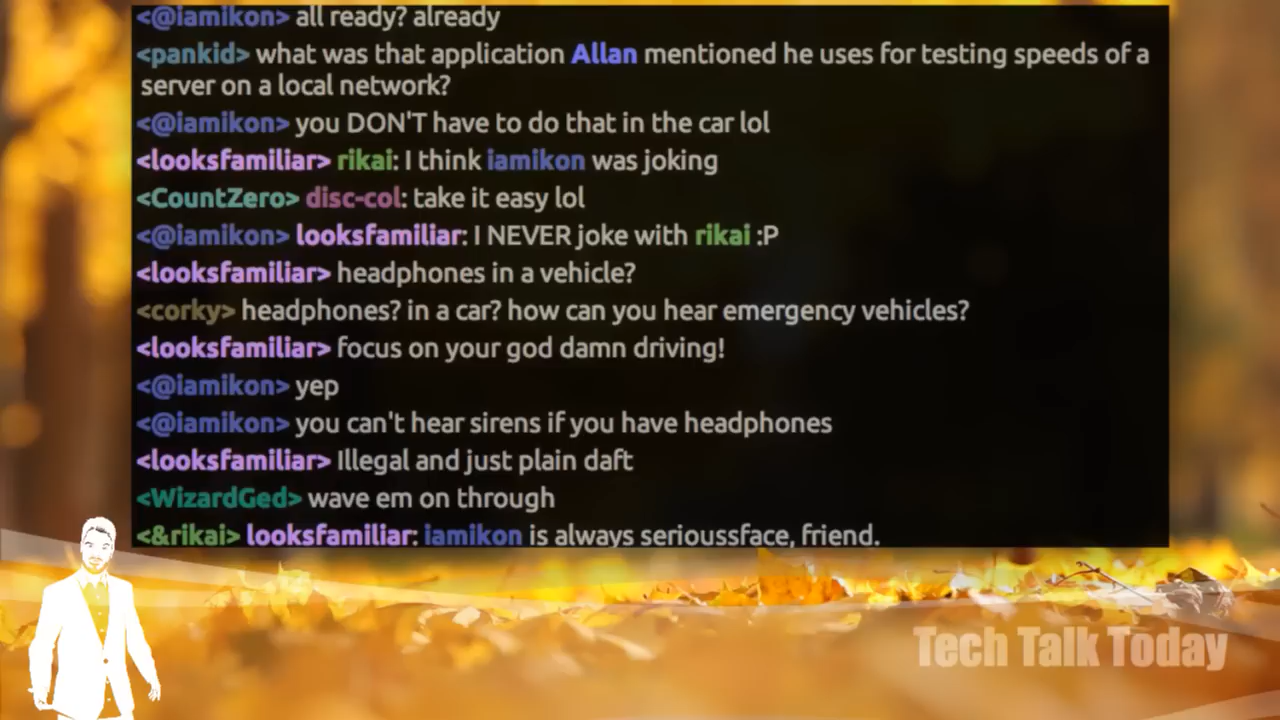 <@iamikon> all ready? already
<pankid> what was that application Allan mentioned he uses for testing speeds of a
server on a local network?
<@iamikon> you DON'T have to do that in the car lol
<looksfamiliar> rikai: I think iamikon was joking
<CountZero> disc-col: take it easy lol
<@iamikon> looksfamiliar: I NEVER joke with rikai :P
<looksfamiliar> headphones in a vehicle?
<corky> headphones? in a car? how can you hear emergency vehicles?
<looksfamiliar> focus on your god damn driving!
<@iamikon> yep
<@iamikon> you can't hear sirens if you have headphones
<looksfamiliar> Illegal and just plain daft
<WizardGed> wave em on through
<&rikai> looksfamiliar: iamikon is always seriousssface, friend.
Tech Talk Today